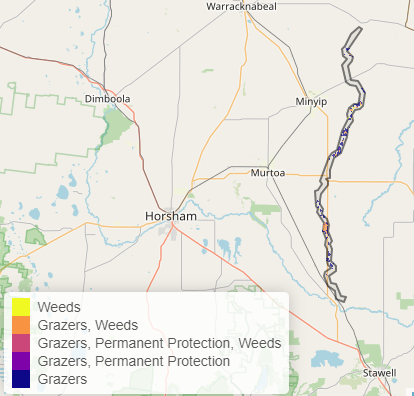 Warracknabeal
Minyip
Dimboola
Murtoa
Horsham
Stawell
Weeds
Grazers, Weeds
Grazers, Permanent Protection, Weeds
Grazers, Permanent Protection
Grazers